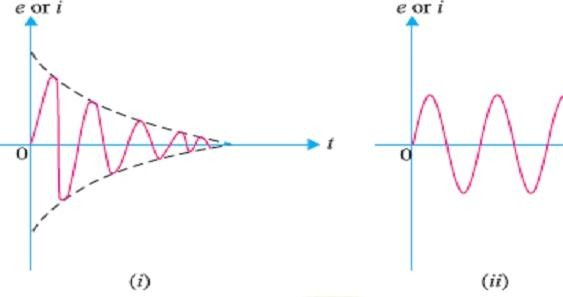 e or i
e or i
0
t
0
(i)
(ii)